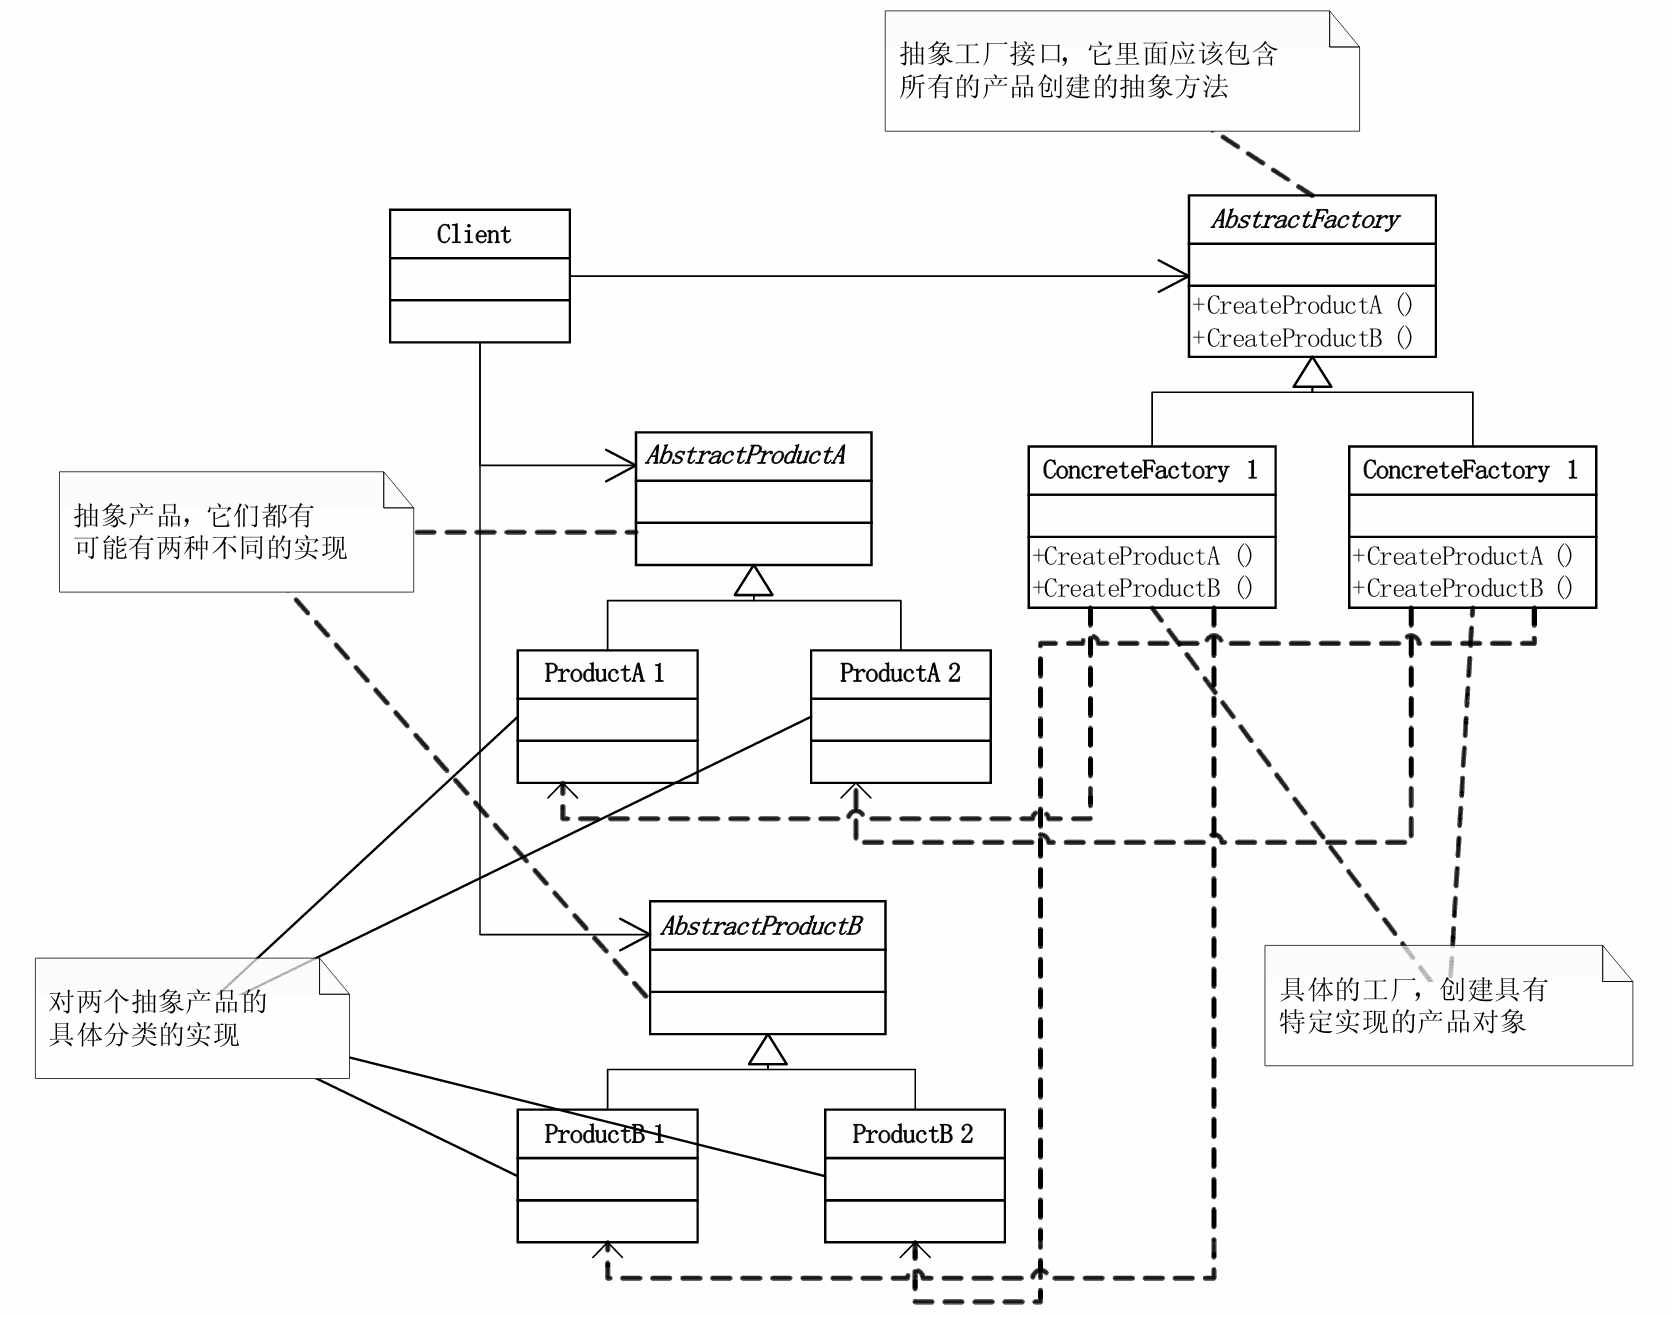 抽象工厂接口，它里面应该包含
所有的产品创建的抽象方法
Client
AbstractFactory
+CreateProductA ()
+CreateProductB ()
AbstractProductA
ConcreteFactory 1
+CreateProductA ()
+CreateProductB ()
ConcreteFactory 1
+CreateProductA ()
+CreateProductB ()
抽象产品，它们都有
可能有两种不同的实现
ProductA 1
ProductA 2
AbstractProductB
对两个抽象产品的
具体分类的实现
具体的工厂，创建具有
特定实现的产品对象
ProductB 1
ProductB 2